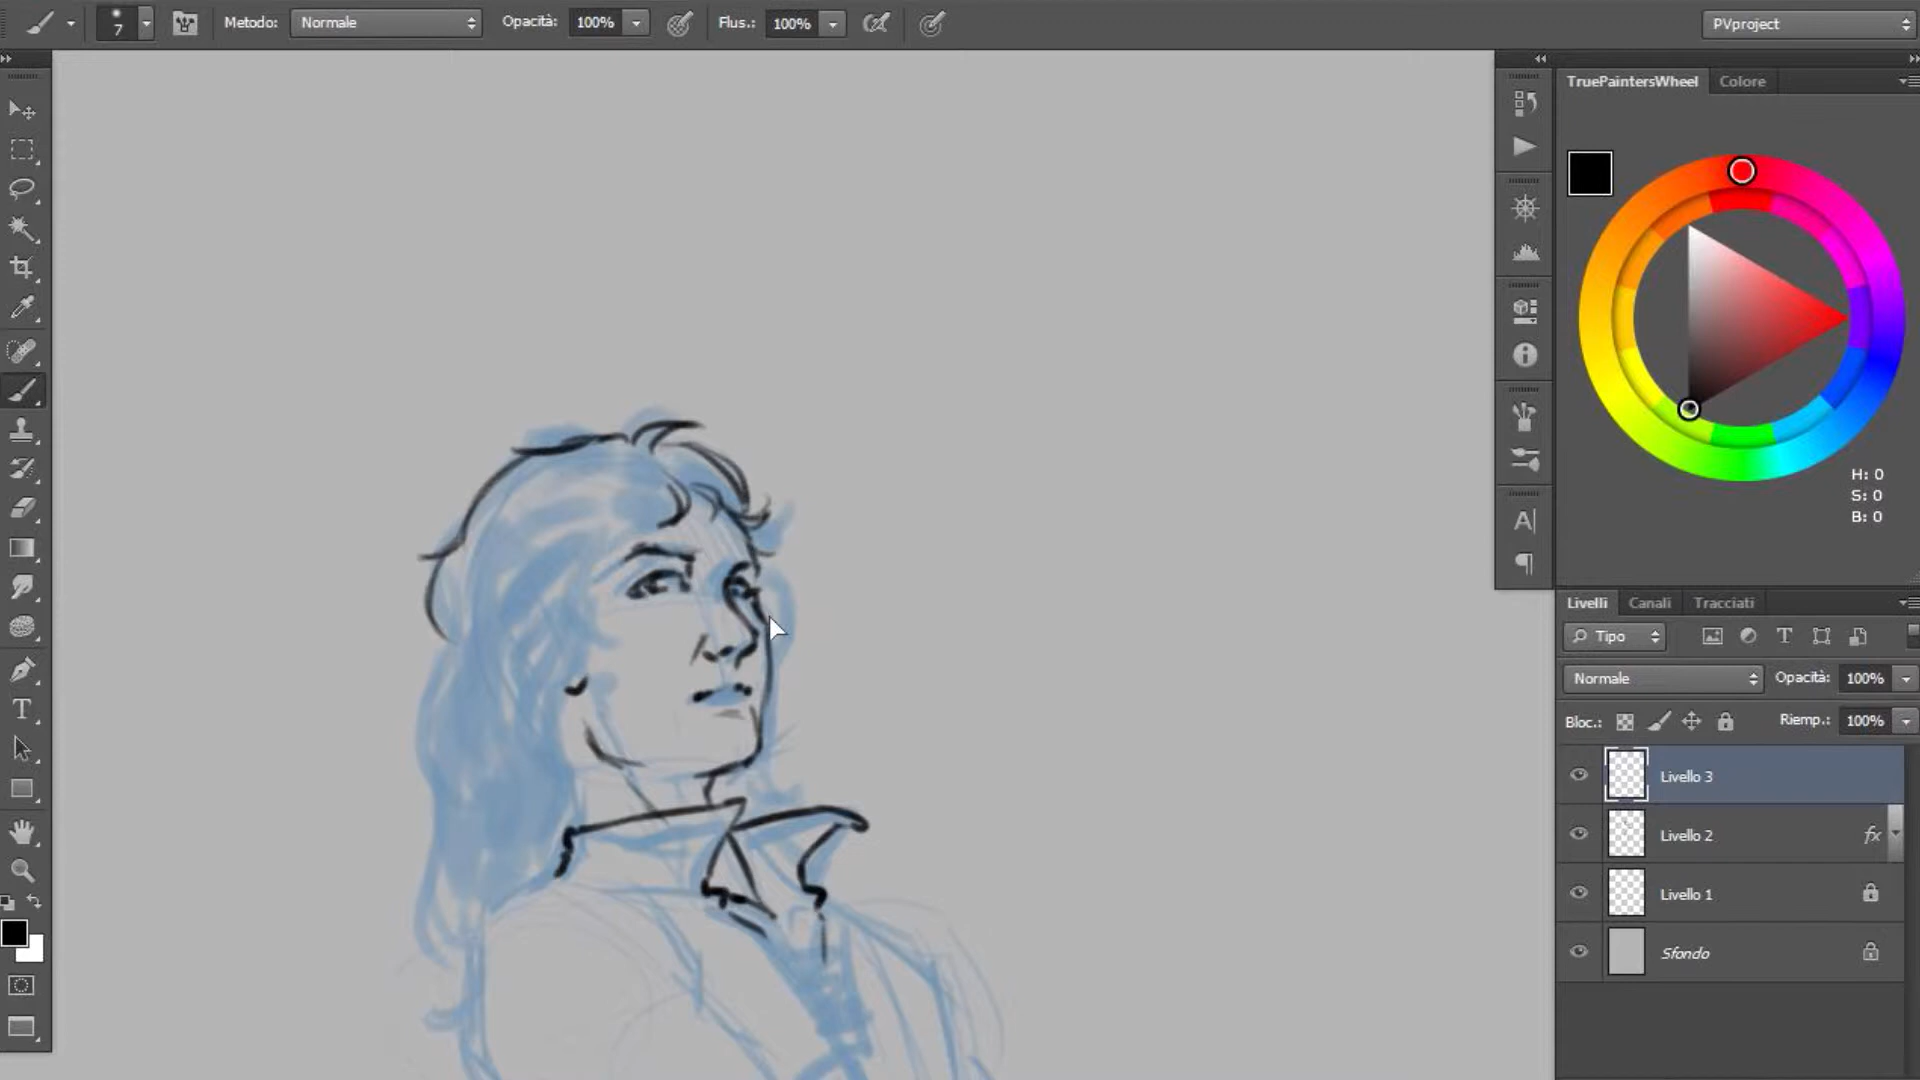 7 Metodo: Normale Opacità: 100% Flus.: 100% PVproject
TruePaintersWheel Colore
H: 0
S: 0
B: 0
Livelli Canali Tracciati
Tipo
Normale Opacità: 100%
Bloc.: Riemp.: 100%
Livello 3
Livello 2 fx
Livello 1
Sfondo